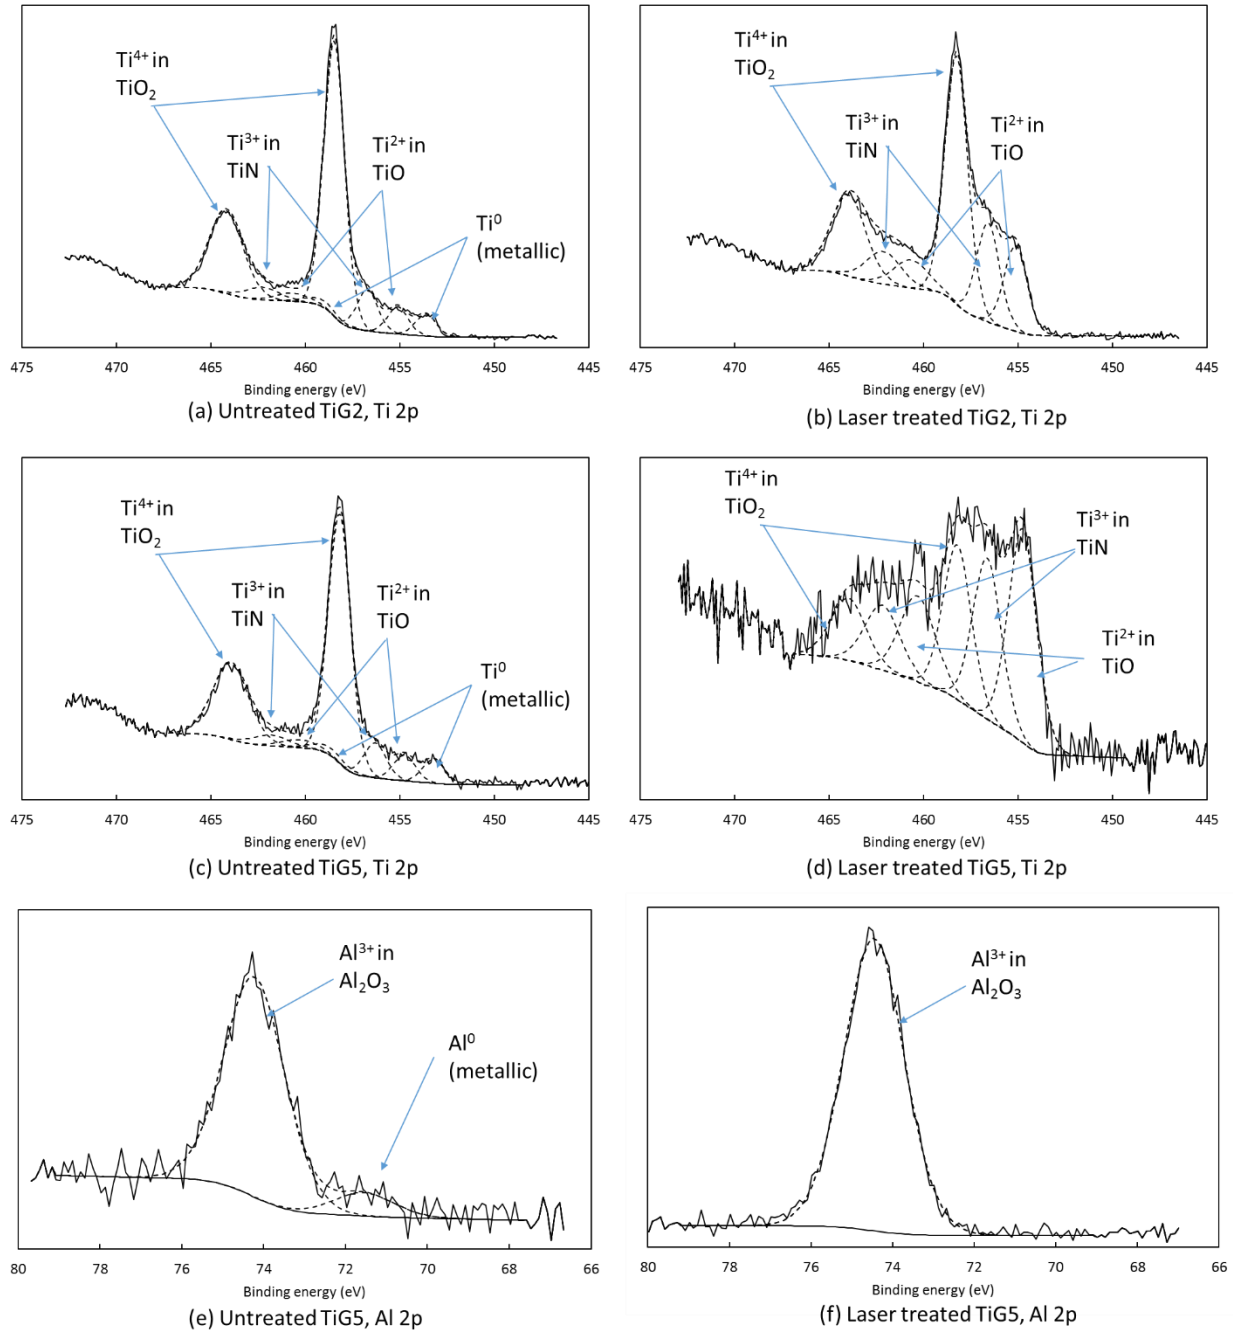 Ti⁴⁺ in
TiO₂
Ti³⁺ in
TiN
Ti²⁺ in
TiO
Ti⁰
(metallic)
475 470 465 460 455 450 445
Binding energy (eV)
(a) Untreated TiG2, Ti 2p
Ti⁴⁺ in
TiO₂
Ti³⁺ in
TiN
Ti²⁺ in
TiO
475 470 465 460 455 450 445
Binding energy (eV)
(b) Laser treated TiG2, Ti 2p
Ti⁴⁺ in
TiO₂
Ti³⁺ in
TiN
Ti²⁺ in
TiO
Ti⁰
(metallic)
475 470 465 460 455 450 445
Binding energy (eV)
(c) Untreated TiG5, Ti 2p
Ti⁴⁺ in
TiO₂
Ti³⁺ in
TiN
Ti²⁺ in
TiO
475 470 465 460 455 450 445
Binding energy (eV)
(d) Laser treated TiG5, Ti 2p
Al³⁺ in
Al₂O₃
Al⁰
(metallic)
80 78 76 74 72 70 68 66
Binding energy (eV)
(e) Untreated TiG5, Al 2p
Al³⁺ in
Al₂O₃
80 78 76 74 72 70 68 66
Binding energy (eV)
(f) Laser treated TiG5, Al 2p